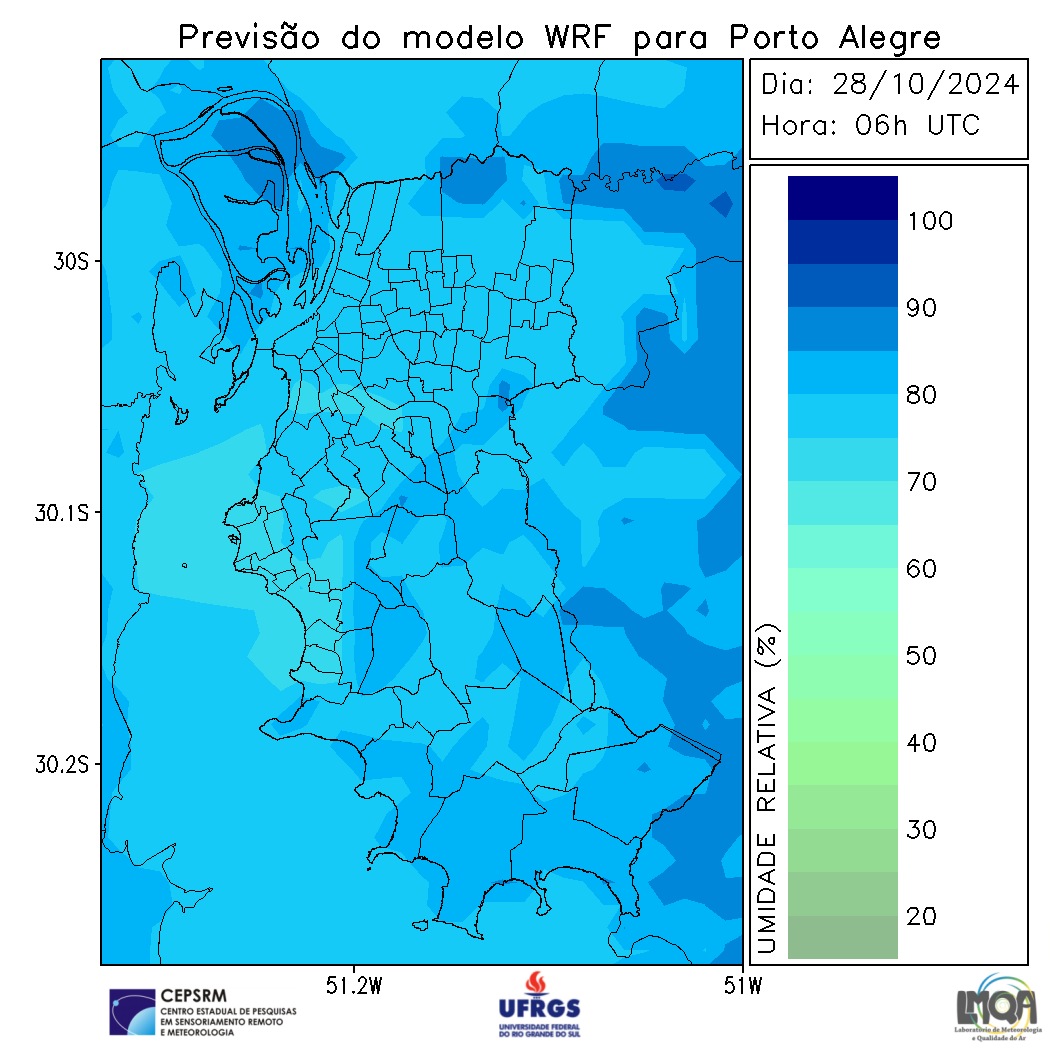 Previsão do modelo WRF para Porto Alegre
Dia: 28/10/2024
Hora: 06h UTC
100
90
80
70
60
50
40
30
20
UMIDADE RELATIVA (%)
30S
30.1S
30.2S
51.2W
51W
CEPSRM
CENTRO ESTADUAL DE PESQUISAS
EM SENSORIAMENTO REMOTO
E METEOROLOGIA
UFRGS
UNIVERSIDADE FEDERAL
DO RIO GRANDE DO SUL
LMQA
Laboratório de Meteorologia
e Qualidade do Ar